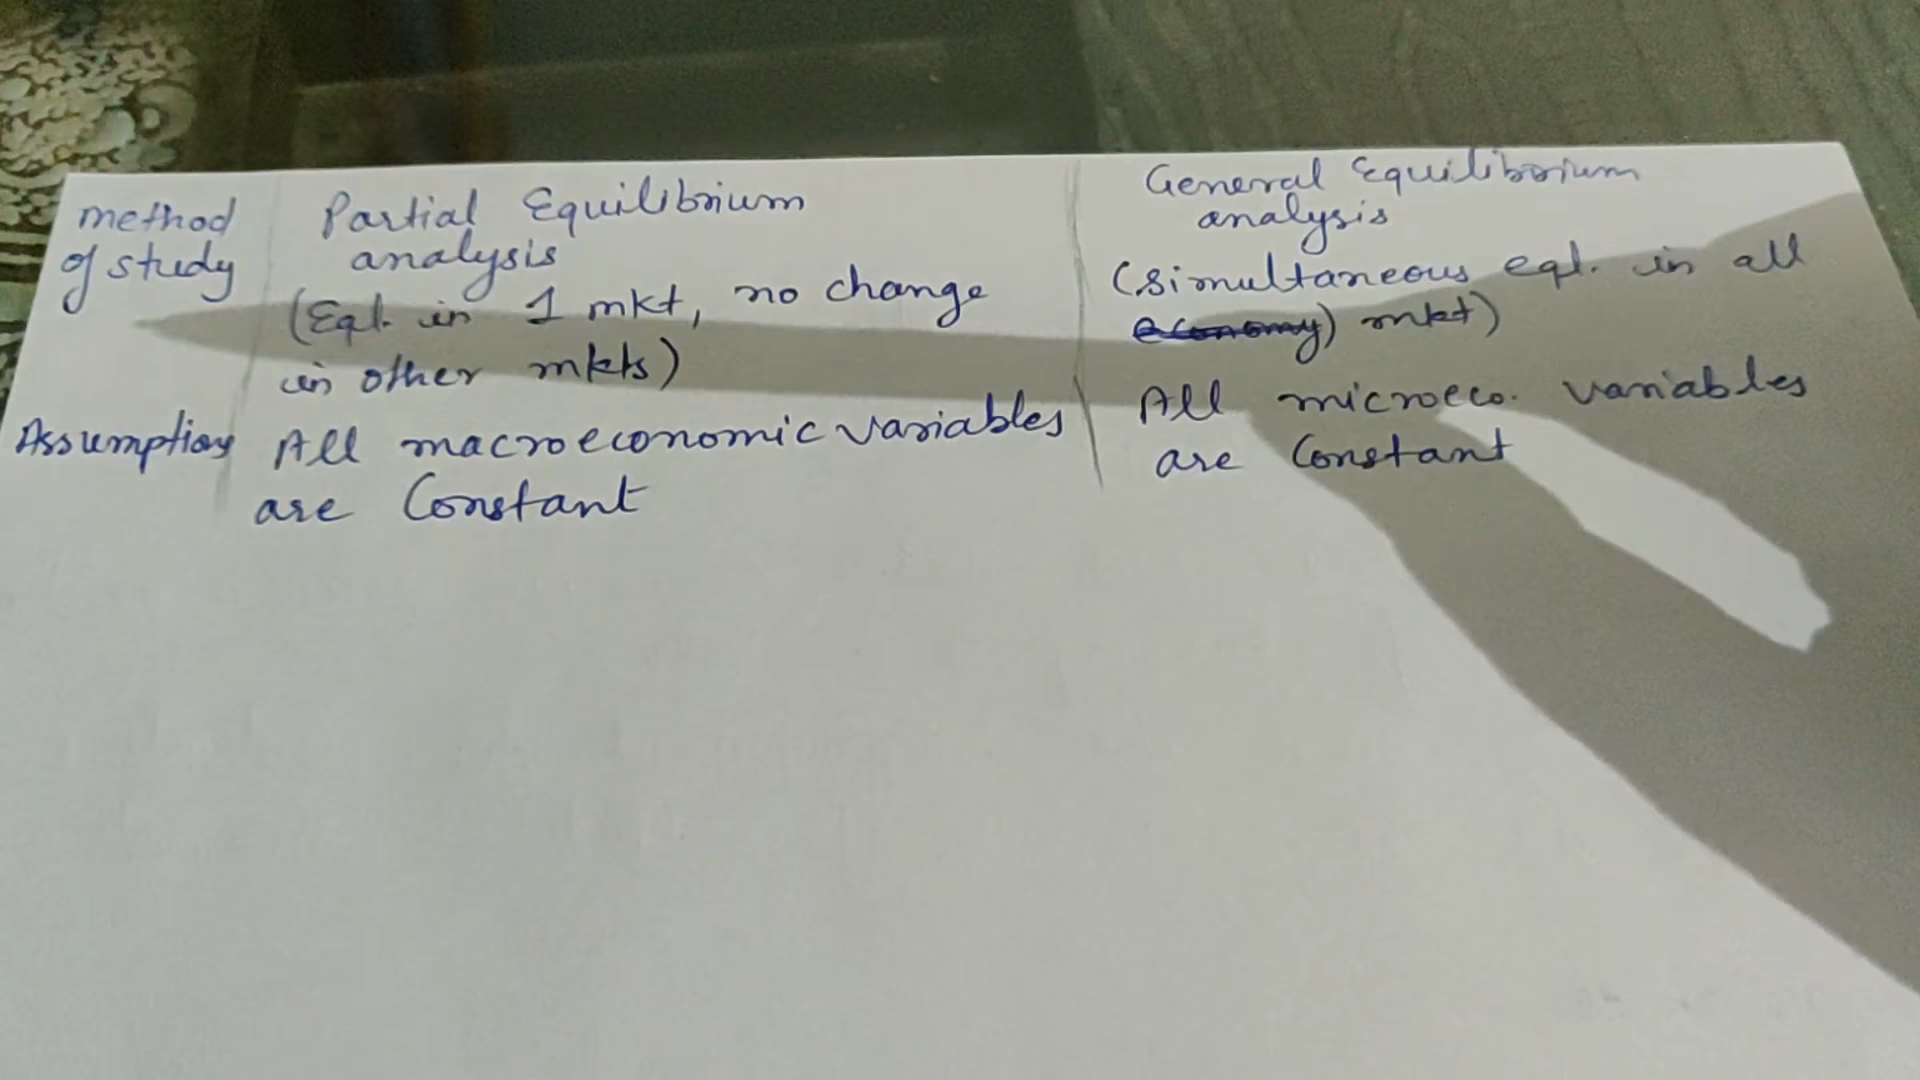 method
of study
Partial Equilibrium
analysis
(Eql. in 1 mkt, no change
in other mkts)
General Equilibrium
analysis
(simultaneous eql. in all
economy) mkt)
Assumption
All macroeconomic variables
are Constant
All microeco. variables
are Constant